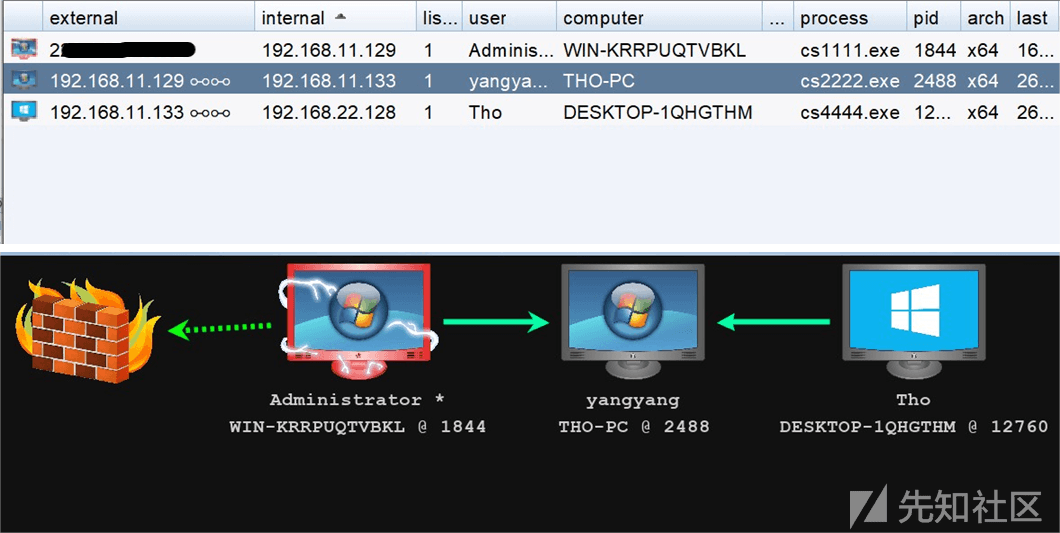 external internal lis... user computer ... process pid arch last
2 192.168.11.129 1 Adminis... WIN-KRRPUQTVBKL cs1111.exe 1844 x64 16...
192.168.11.129 192.168.11.133 1 yangya... THO-PC cs2222.exe 2488 x64 26...
192.168.11.133 192.168.22.128 1 Tho DESKTOP-1QHGTHM cs4444.exe 12... x64 26...
Administrator * yangyang Tho
WIN-KRRPUQTVBKL @ 1844 THO-PC @ 2488 DESKTOP-1QHGTHM @ 12760
先知社区